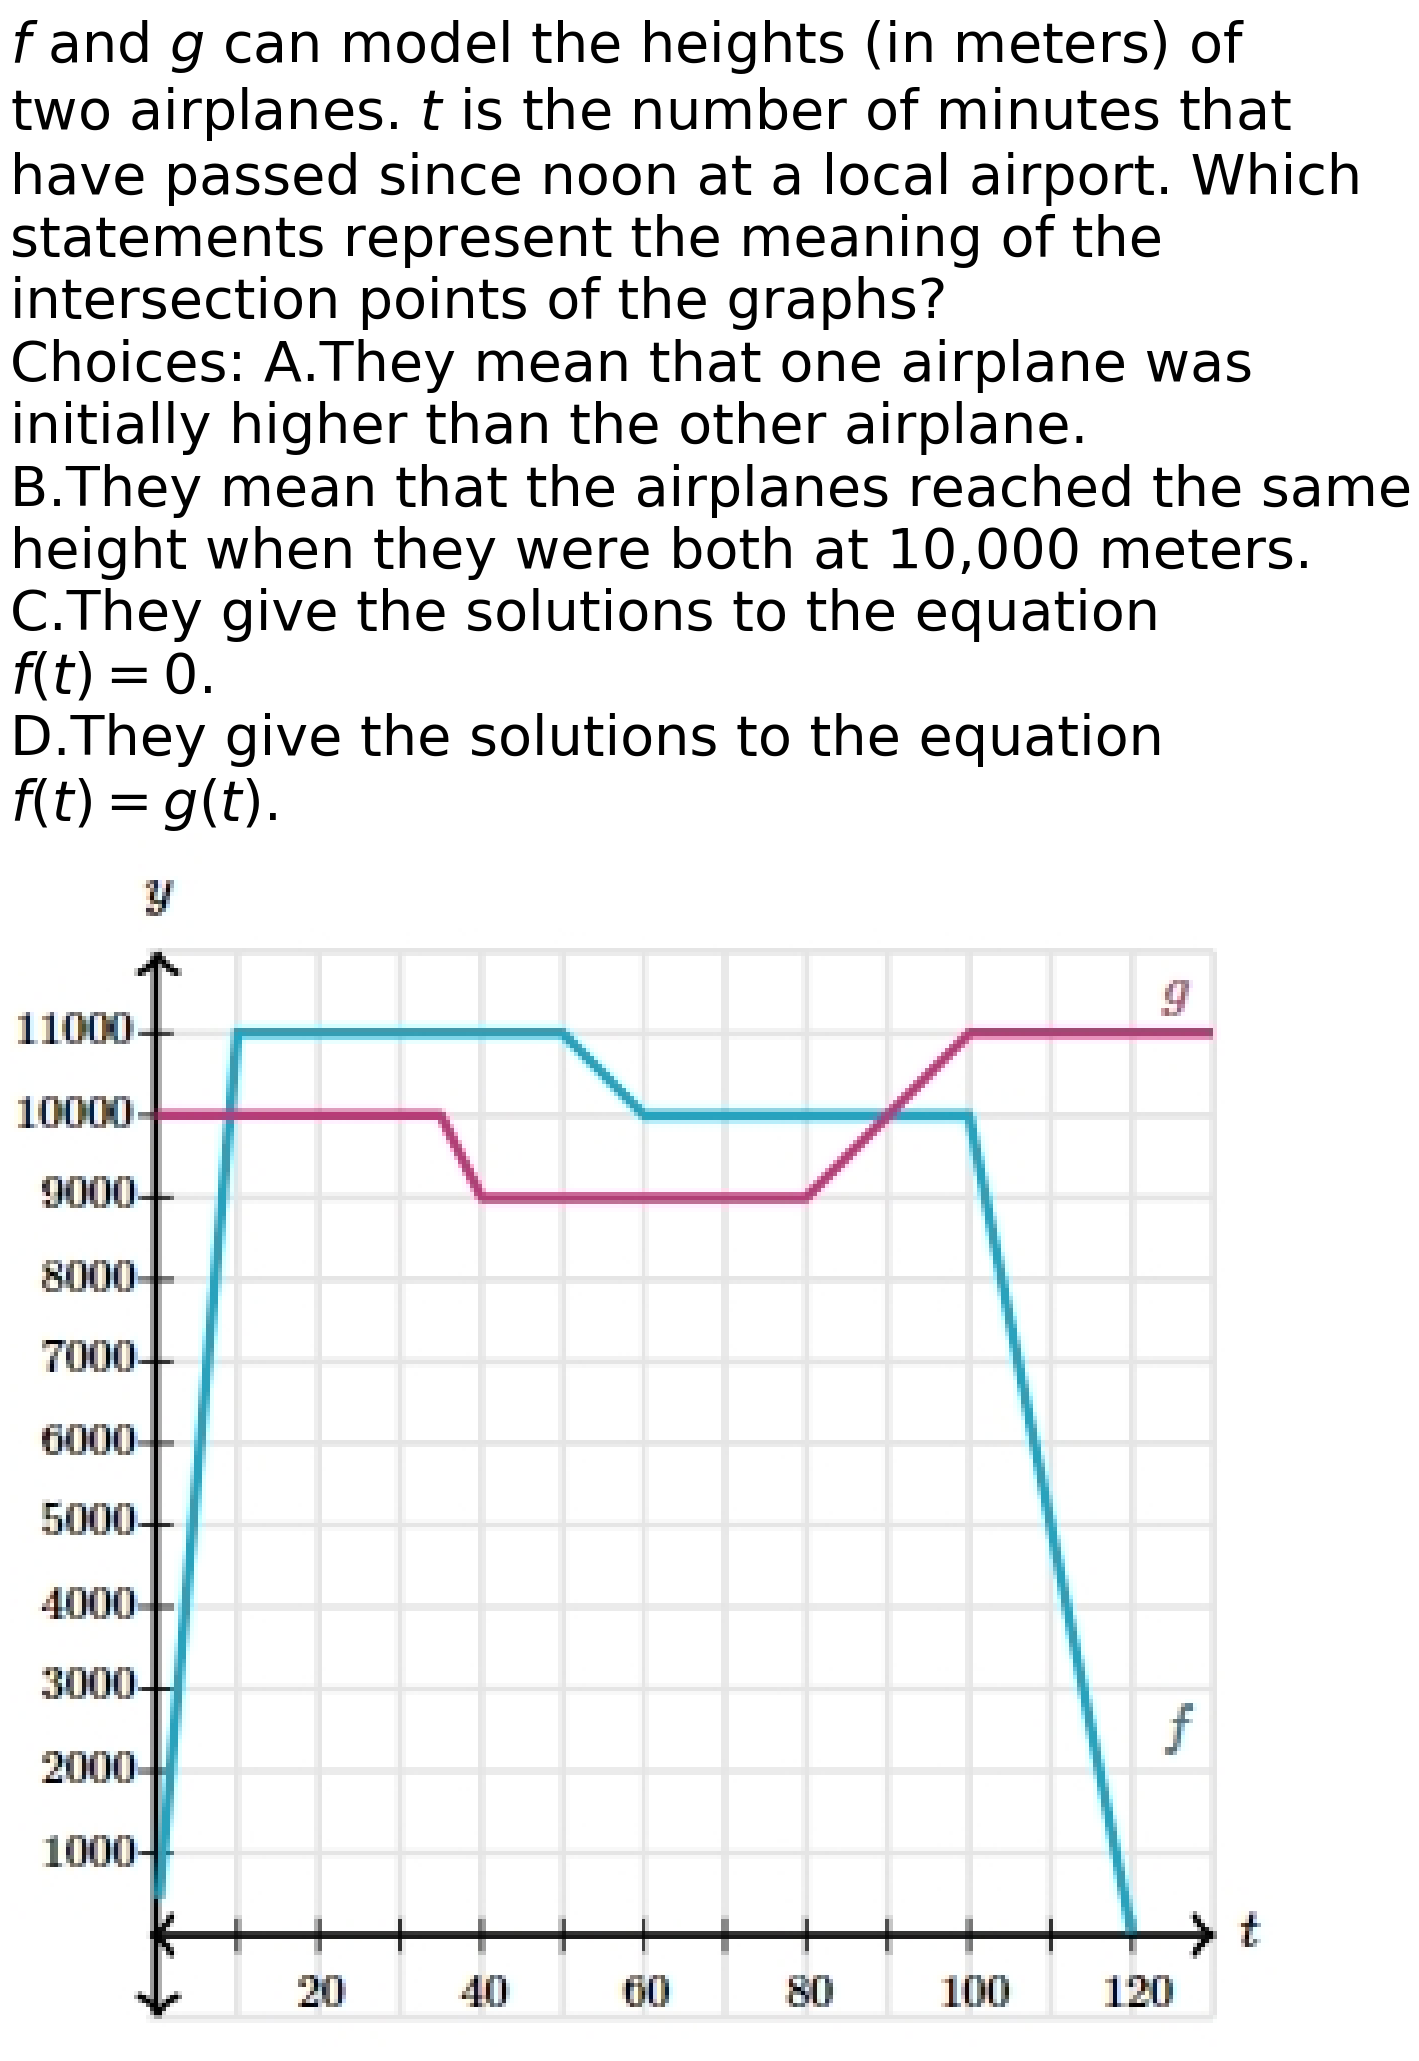 f and g can model the heights (in meters) of
two airplanes. t is the number of minutes that
have passed since noon at a local airport. Which
statements represent the meaning of the
intersection points of the graphs?
Choices: A.They mean that one airplane was
initially higher than the other airplane.
B.They mean that the airplanes reached the same
height when they were both at 10,000 meters.
C.They give the solutions to the equation
f(t) = 0.
D.They give the solutions to the equation
f(t) = g(t).
y
g
11000
10000
9000
8000
7000
6000
5000
4000
3000
f
2000
1000
t
20 40 60 80 100 120